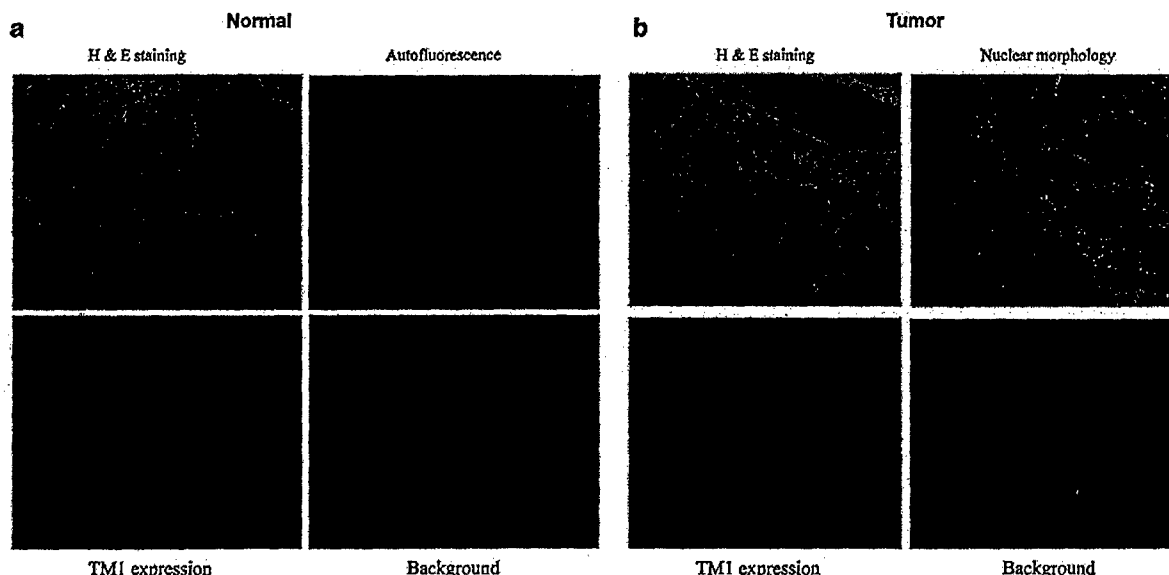 a
Normal
H & E staining
Autofluorescence
TM1 expression
Background
b
Tumor
H & E staining
Nuclear morphology
TM1 expression
Background